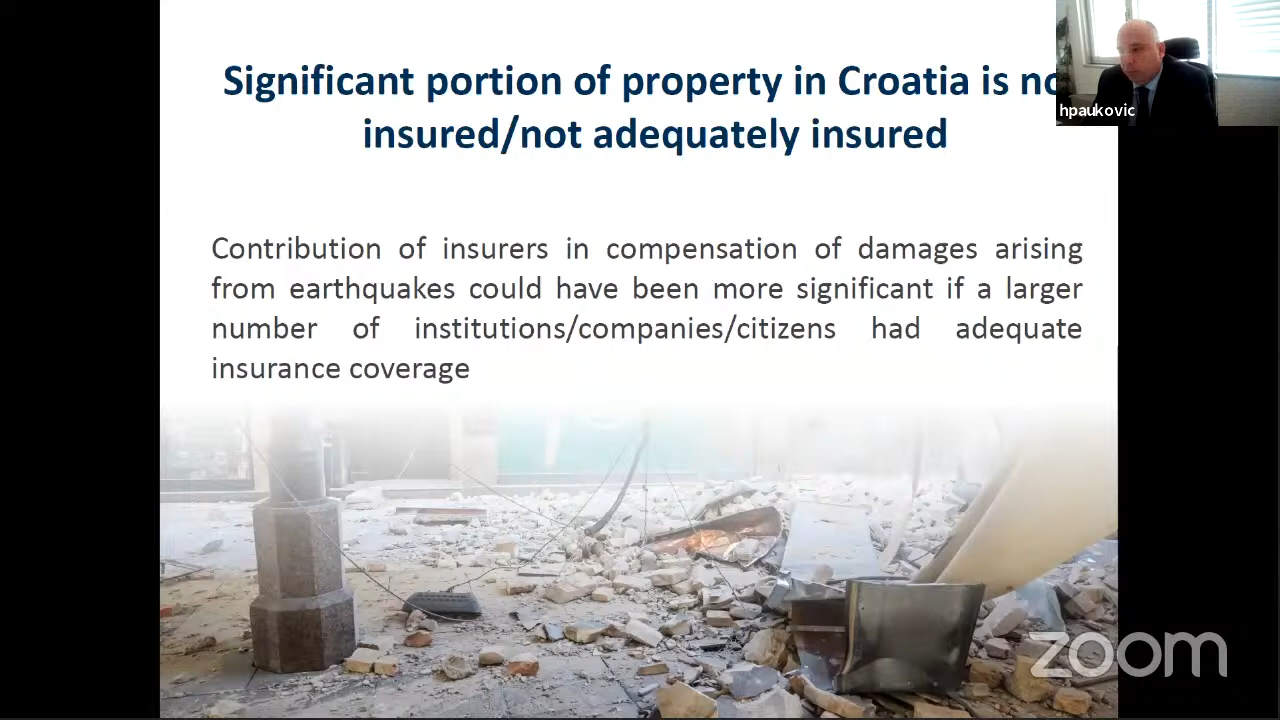 Significant portion of property in Croatia is no
insured/not adequately insured
hpaukovic
Contribution of insurers in compensation of damages arising
from earthquakes could have been more significant if a larger
number of institutions/companies/citizens had adequate
insurance coverage
zoom